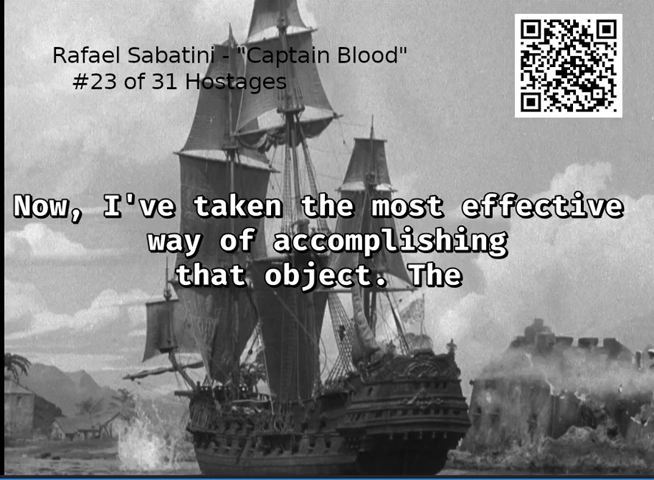 Rafael Sabatini - "Captain Blood"
#23 of 31 Hostages
Now, I've taken the most effective
way of accomplishing
that object. The